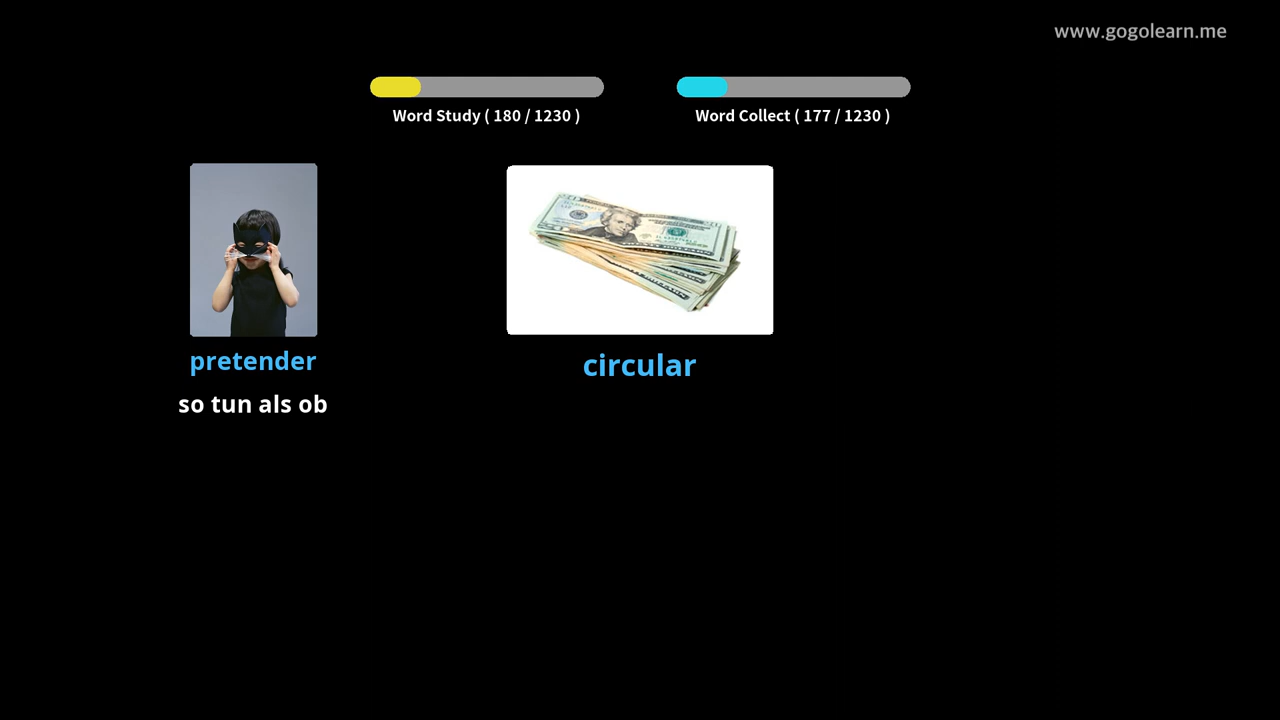 www.gogolearn.me
Word Study ( 180 / 1230 )
Word Collect ( 177 / 1230 )
pretender
so tun als ob
circular